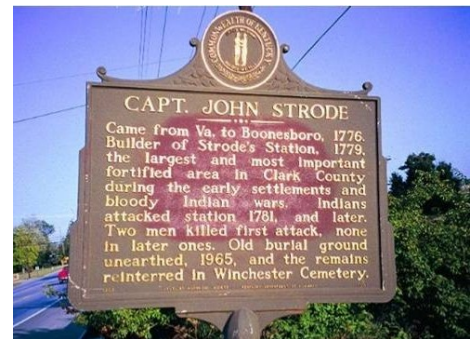 COMMONWEALTH OF KENTUCKY
CAPT. JOHN STRODE
Came from Va. to Boonesboro, 1776.
Builder of Strode's Station, 1779,
the largest and most important
fortified area in Clark County
during the early settlements and
bloody Indian wars. Indians
attacked station 1781, and later.
Two men killed first attack, none
in later ones. Old burial ground
unearthed, 1965, and the remains
reinterred in Winchester Cemetery.